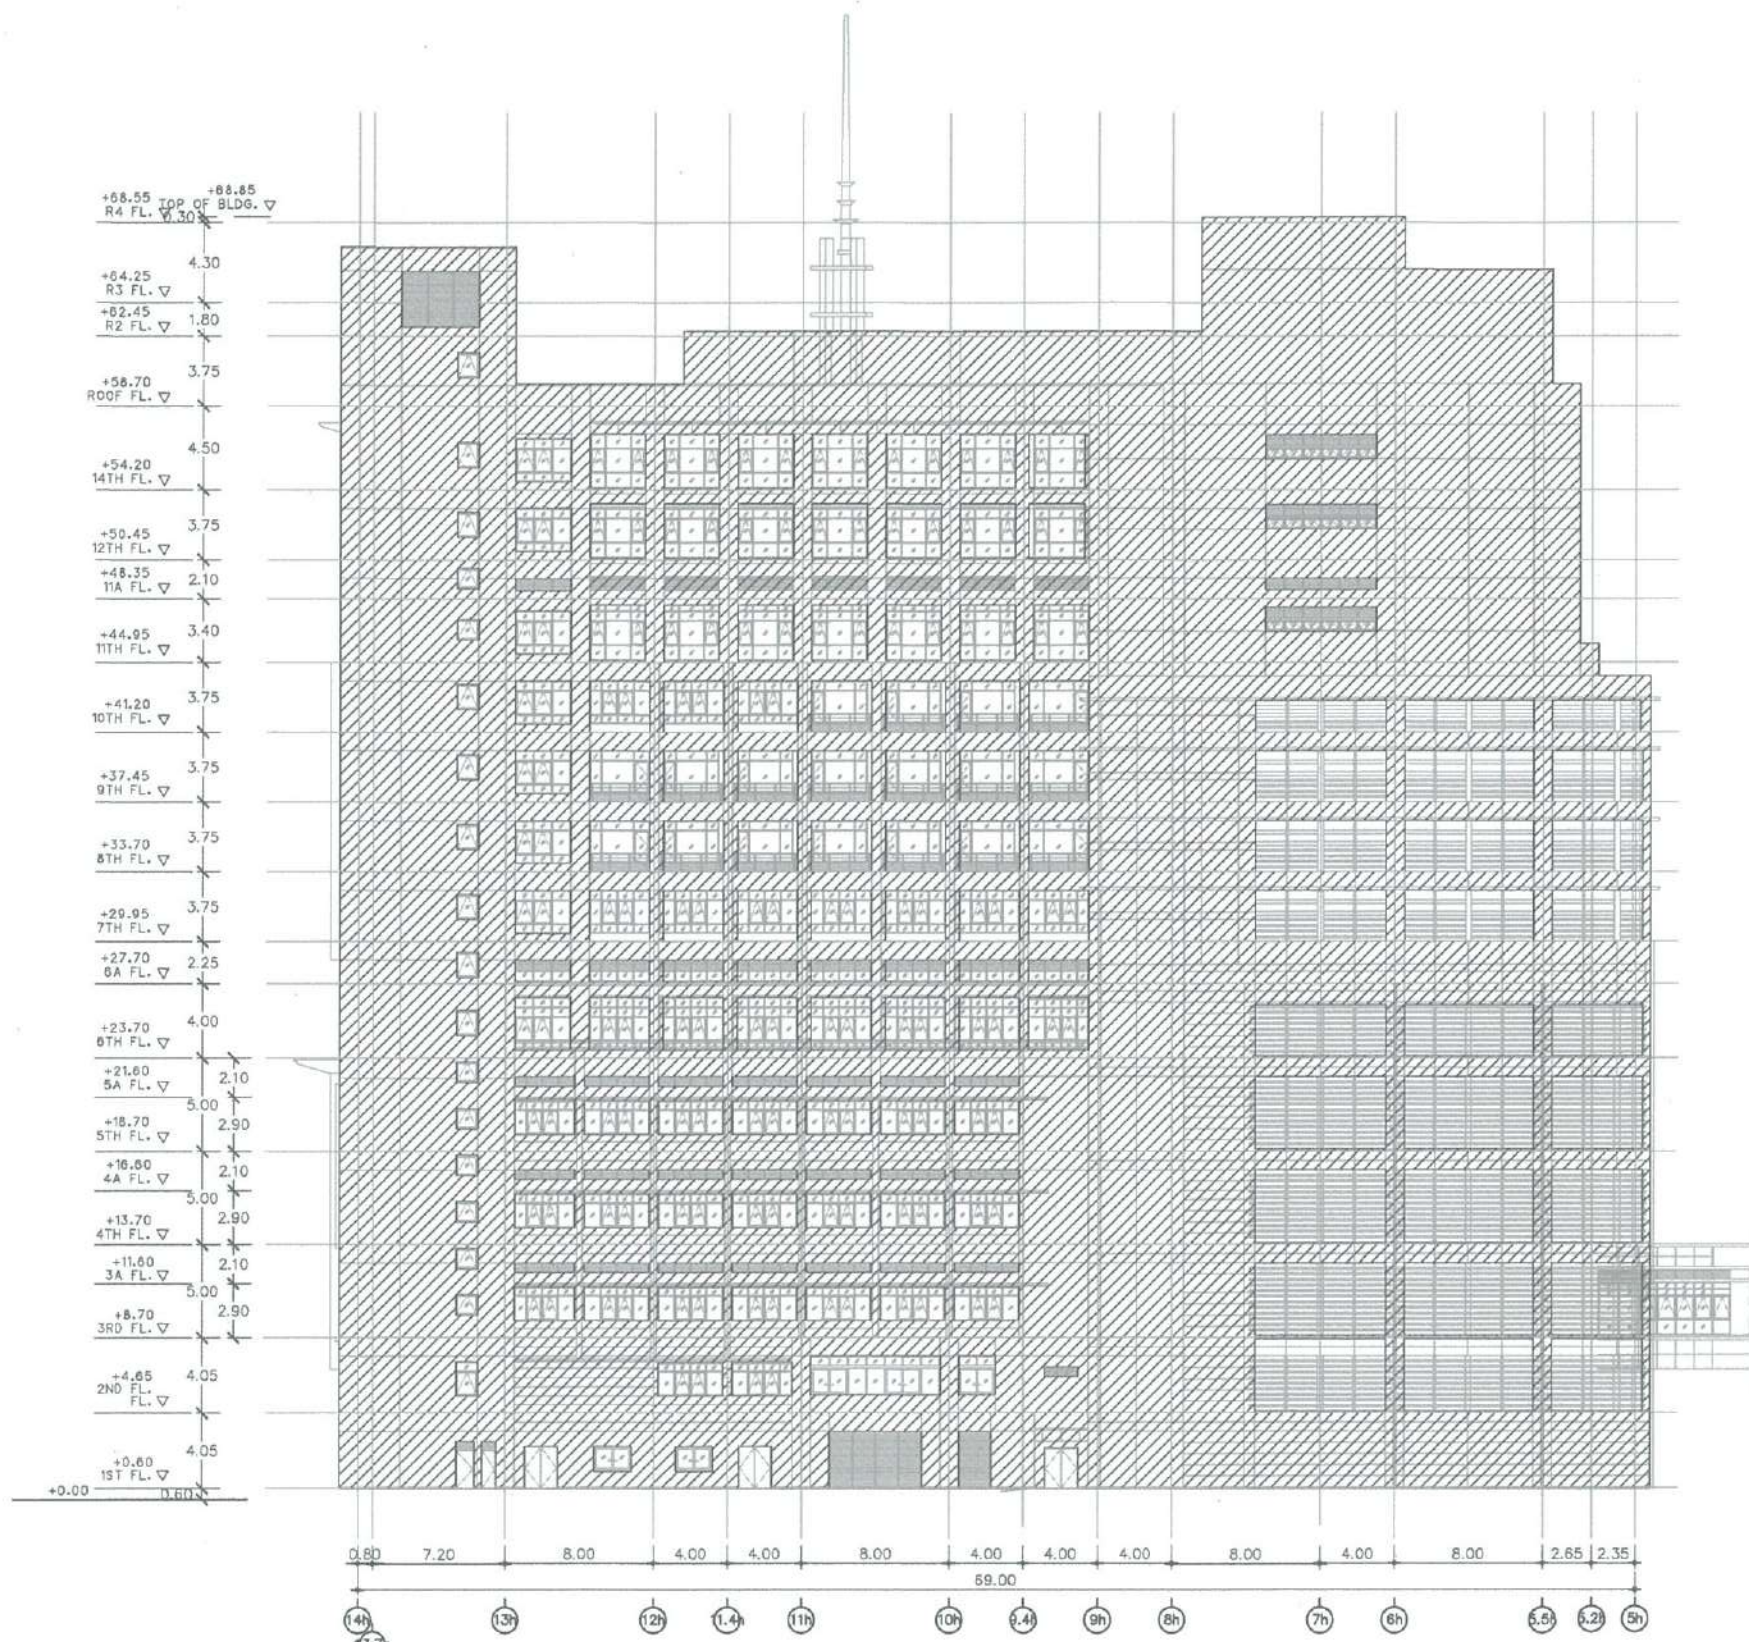 +68.85
+68.55 TOP OF BLDG.
R4 FL.
0.30
4.30
+64.25
R3 FL.
+62.45
R2 FL.
1.80
3.75
+58.70
ROOF FL.
4.50
+54.20
14TH FL.
3.75
+50.45
12TH FL.
+48.35
11A FL.
2.10
3.40
+44.95
11TH FL.
3.75
+41.20
10TH FL.
3.75
+37.45
9TH FL.
3.75
+33.70
8TH FL.
3.75
+29.95
7TH FL.
+27.70
6A FL.
2.25
4.00
+23.70
6TH FL.
+21.60
5A FL.
2.10
5.00
+18.70
5TH FL.
2.90
+16.60
4A FL.
2.10
5.00
+13.70
4TH FL.
2.90
+11.60
3A FL.
2.10
5.00
+8.70
3RD FL.
2.90
+4.65
2ND FL.
FL.
4.05
4.05
+0.60
1ST FL.
+0.00
0.60
0.80 7.20 8.00 4.00 4.00 8.00 4.00 4.00 4.00 8.00 4.00 8.00 2.65 2.35
69.00
14h 13h 12h 11.4h 11h 10h 9.4h 9h 8h 7h 6h 5.5h 5.2h 5h